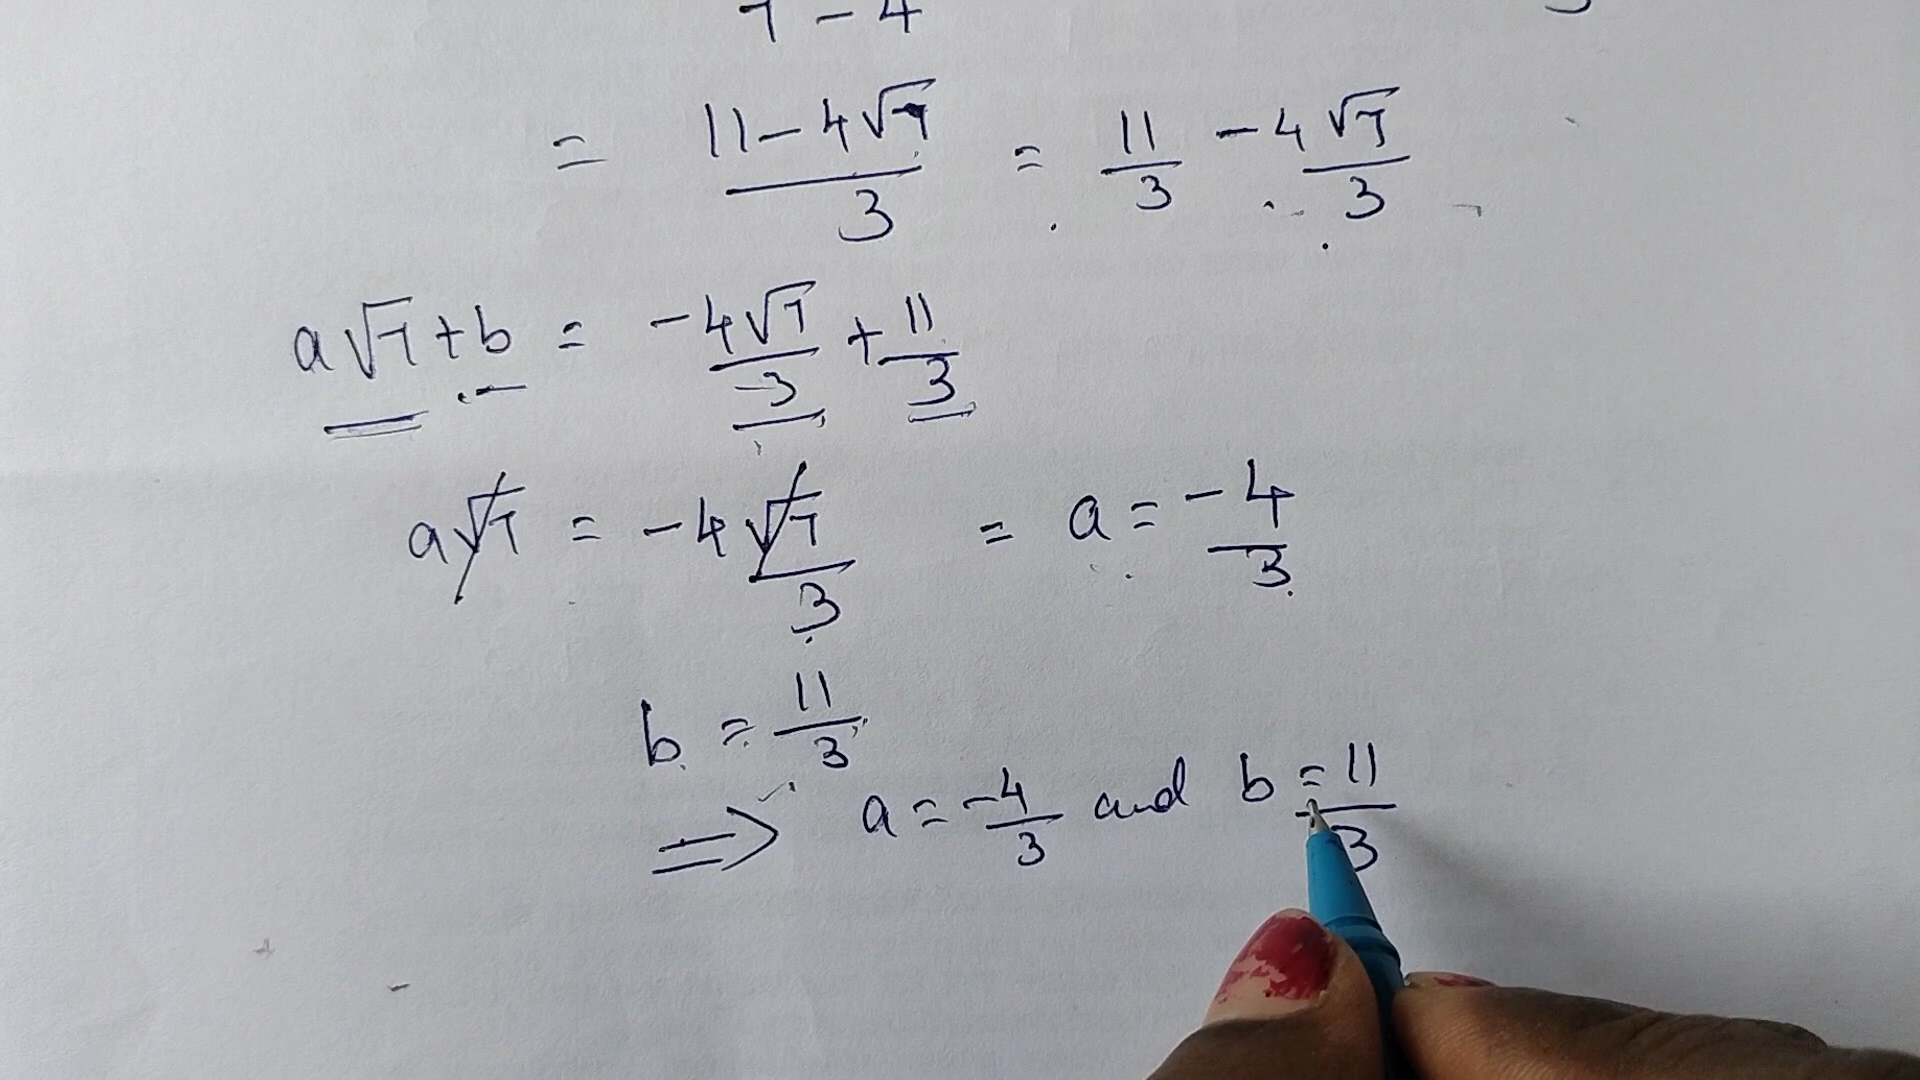 7 - 4
= 11 - 4√7 / 3 = 11/3 - 4√7/3
a√7 + b = -4√7/3 + 11/3
a√7 = -4√7/3 = a = -4/3
b = 11/3
⇒ a = -4/3 and b = 11/3